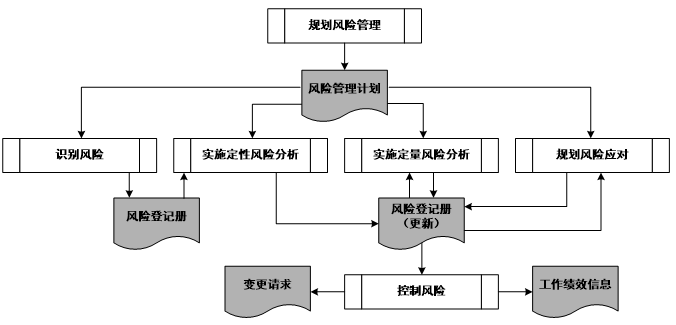 规划风险管理
风险管理计划
识别风险
实施定性风险分析
实施定量风险分析
规划风险应对
风险登记册
风险登记册
（更新）
变更请求
控制风险
工作绩效信息